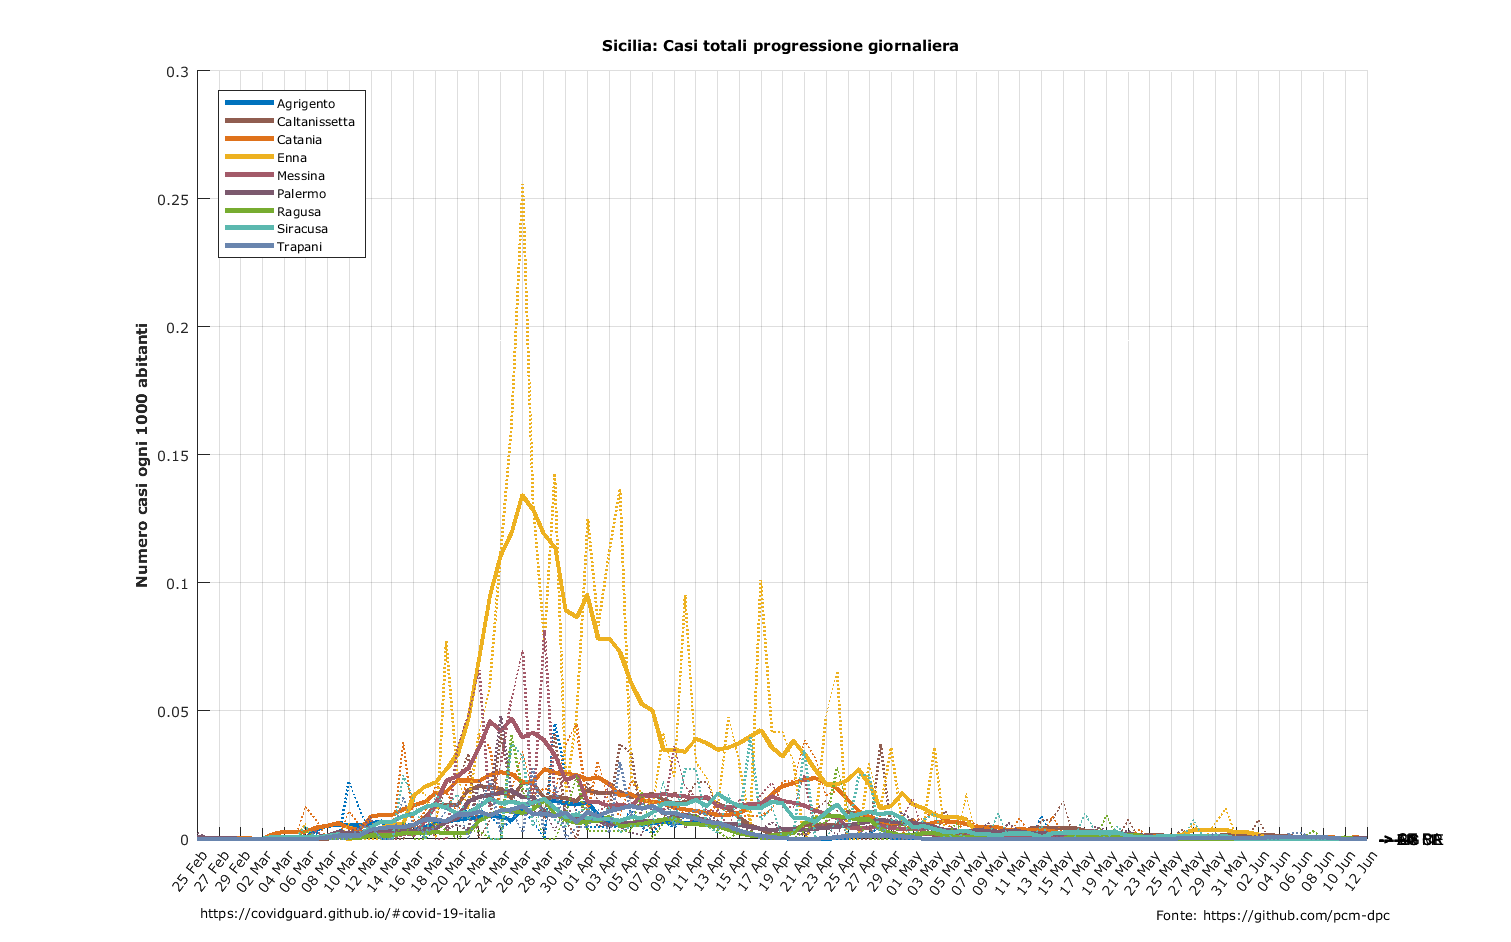 Sicilia: Casi totali progressione giornaliera
Numero casi ogni 1000 abitanti
0.3
0.25
0.2
0.15
0.1
0.05
0
Agrigento
Caltanissetta
Catania
Enna
Messina
Palermo
Ragusa
Siracusa
Trapani
25 Feb
27 Feb
29 Feb
02 Mar
04 Mar
06 Mar
08 Mar
10 Mar
12 Mar
14 Mar
16 Mar
18 Mar
20 Mar
22 Mar
24 Mar
26 Mar
28 Mar
30 Mar
01 Apr
03 Apr
05 Apr
07 Apr
09 Apr
11 Apr
13 Apr
15 Apr
17 Apr
19 Apr
21 Apr
23 Apr
25 Apr
27 Apr
29 Apr
01 May
03 May
05 May
07 May
09 May
11 May
13 May
15 May
17 May
19 May
21 May
23 May
25 May
27 May
29 May
31 May
02 Jun
04 Jun
06 Jun
08 Jun
10 Jun
12 Jun
https://covidguard.github.io/#covid-19-italia
Fonte: https://github.com/pcm-dpc